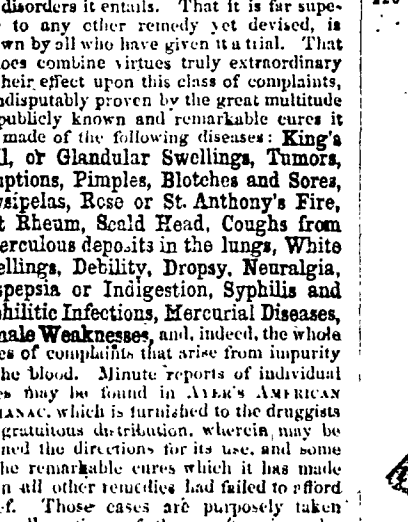 disorders it entails. That it is far supe-
to any other remedy yet devised, is
wn by all who have given it a trial. That
oes combine virtues truly extraordinary
heir effect upon this class of complaints,
ndisputably proven by the great multitude
publicly known and remarkable cures it
made of the following diseases: King's
l, or Glandular Swellings, Tumors,
uptions, Pimples, Blotches and Sores,
ysipelas, Rose or St. Anthony's Fire,
t Rheum, Scald Head, Coughs from
erculous deposits in the lungs, White
ellings, Debility, Dropsy, Neuralgia,
spepsia or Indigestion, Syphilis and
philitic Infections, Mercurial Diseases,
male Weaknesses, and, indeed, the whole
es of complaints that arise from impurity
he blood. Minute reports of individual
es may be found in AYER'S AMERICAN
MANAC, which is furnished to the druggists
gratuitous distribution, wherein may be
ned the directions for its use, and some
he remarkable cures which it has made
n all other remedies had failed to afford
ef. Those cases are purposely taken